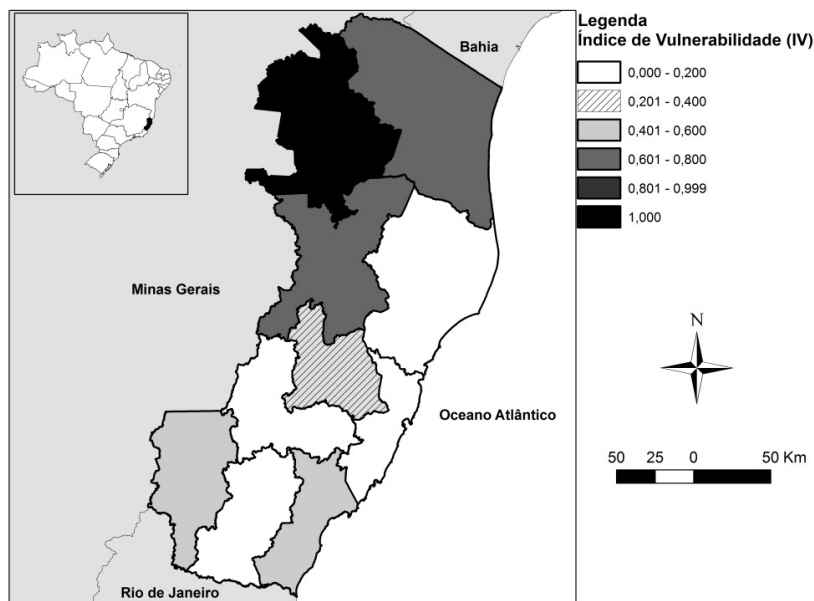 Legenda
Índice de Vulnerabilidade (IV)
0,000 - 0,200
0,201 - 0,400
0,401 - 0,600
0,601 - 0,800
0,801 - 0,999
1,000
Bahia
Minas Gerais
Oceano Atlântico
Rio de Janeiro
N
50 25 0 50 Km